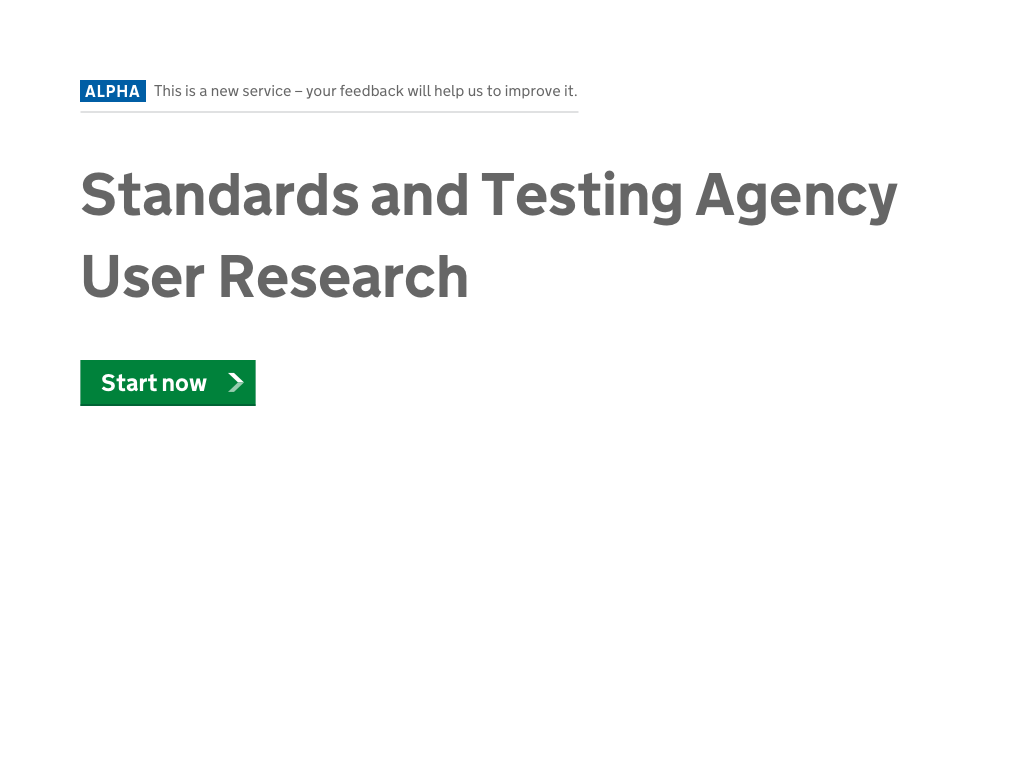 ALPHA This is a new service – your feedback will help us to improve it.
Standards and Testing Agency
User Research
Start now